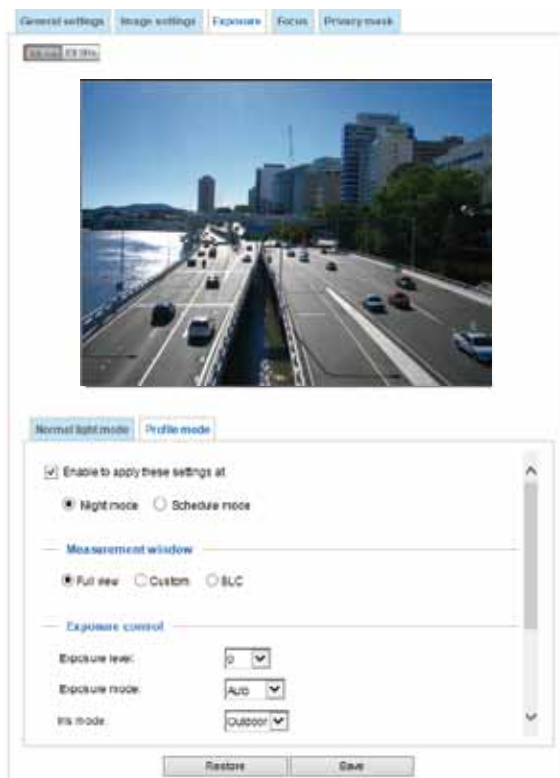 General settings Image settings Exposure Focus Privacy mask
Normal light mode Profile mode
Enable to apply these settings at
Night mode Schedule mode
Measurement window
Full view Custom BLC
Exposure control
Exposure level: 0
Exposure mode: Auto
Iris mode: Outdoor
Restore Save